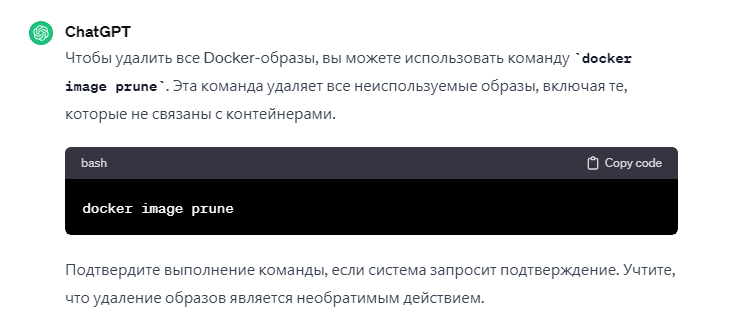 ChatGPT
Чтобы удалить все Docker-образы, вы можете использовать команду `docker
image prune`. Эта команда удаляет все неиспользуемые образы, включая те,
которые не связаны с контейнерами.
bash Copy code
docker image prune
Подтвердите выполнение команды, если система запросит подтверждение. Учтите,
что удаление образов является необратимым действием.